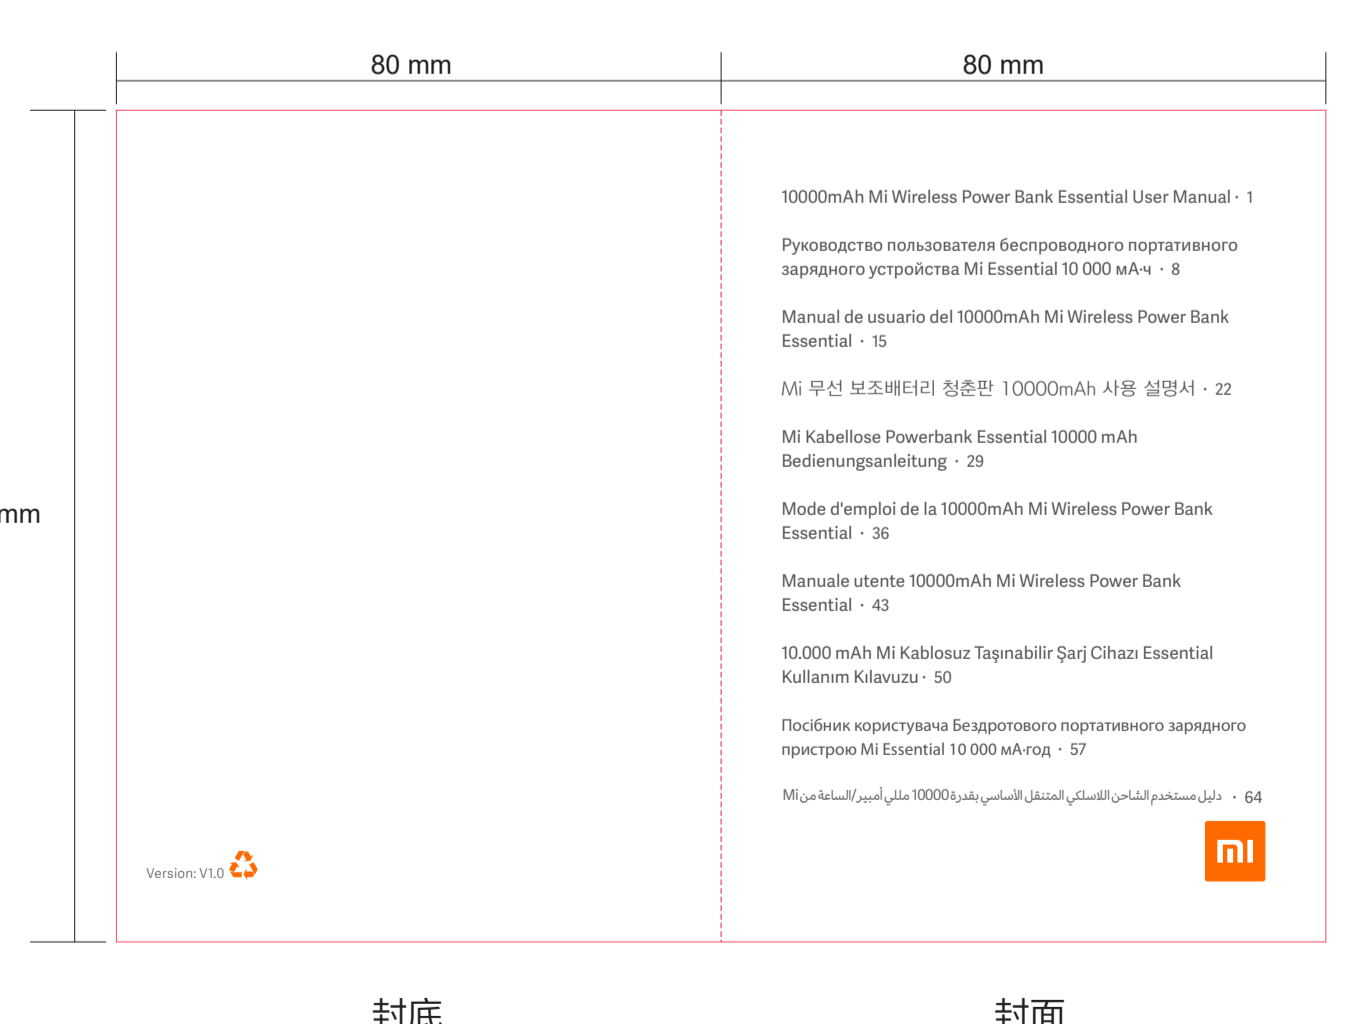 80 mm
80 mm
mm
10000mAh Mi Wireless Power Bank Essential User Manual · 1
Руководство пользователя беспроводного портативного
зарядного устройства Mi Essential 10 000 мА·ч · 8
Manual de usuario del 10000mAh Mi Wireless Power Bank
Essential · 15
Mi 무선 보조배터리 청춘판 10000mAh 사용 설명서 · 22
Mi Kabellose Powerbank Essential 10000 mAh
Bedienungsanleitung · 29
Mode d'emploi de la 10000mAh Mi Wireless Power Bank
Essential · 36
Manuale utente 10000mAh Mi Wireless Power Bank
Essential · 43
10.000 mAh Mi Kablosuz Taşınabilir Şarj Cihazı Essential
Kullanım Kılavuzu · 50
Посібник користувача Бездротового портативного зарядного
пристрою Mi Essential 10 000 мА·год · 57
دليل مستخدم الشاحن اللاسلكي المتنقل الأساسي بقدرة 10000 مللي أمبير/الساعة من Mi · 64
mi
Version: V1.0
封底
封面